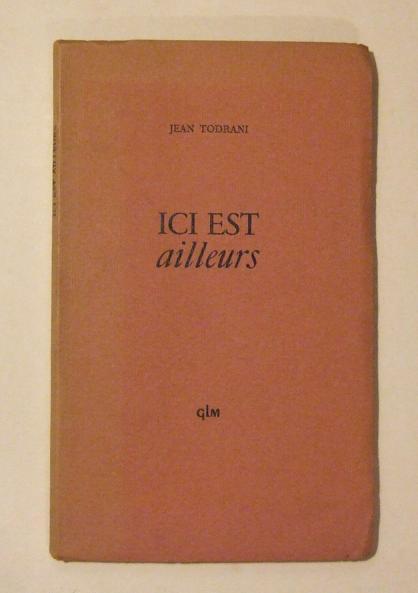 JEAN TODRANI
ICI EST
ailleurs
GLM